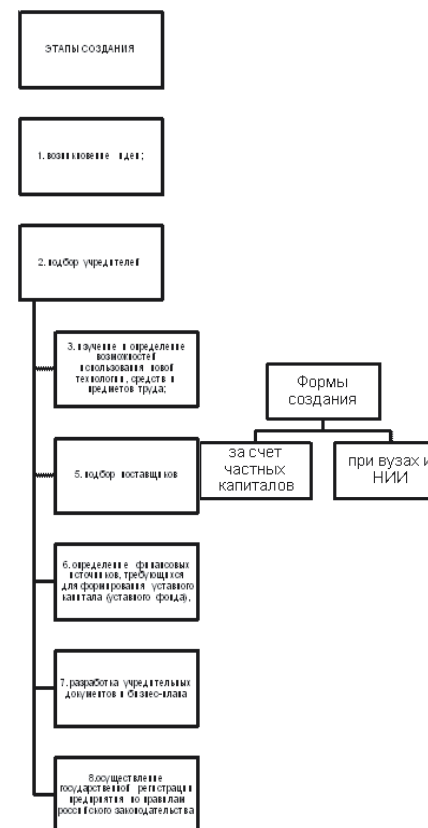 ЭТАПЫ СОЗДАНИЯ
1. возникновение идеи;
2. подбор учредителей
3. изучение и определение
возможностей
использования новой
технологии, средств и
предметов труда;
5. подбор поставщиков
6. определение финансовых
источников, требующихся
для формирования уставного
капитала (уставного фонда),
7. разработка учредительных
документов и бизнес-плана
8.осуществление
государственной регистрации
предприятия по правилам
российского законодательства
Формы
создания
за счет
частных
капиталов
при вузах и
НИИ